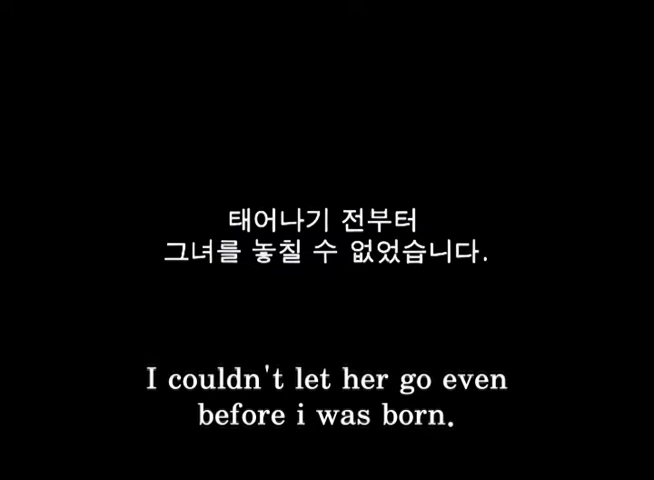 태어나기 전부터
그녀를 놓칠 수 없었습니다.
I couldn't let her go even
before i was born.